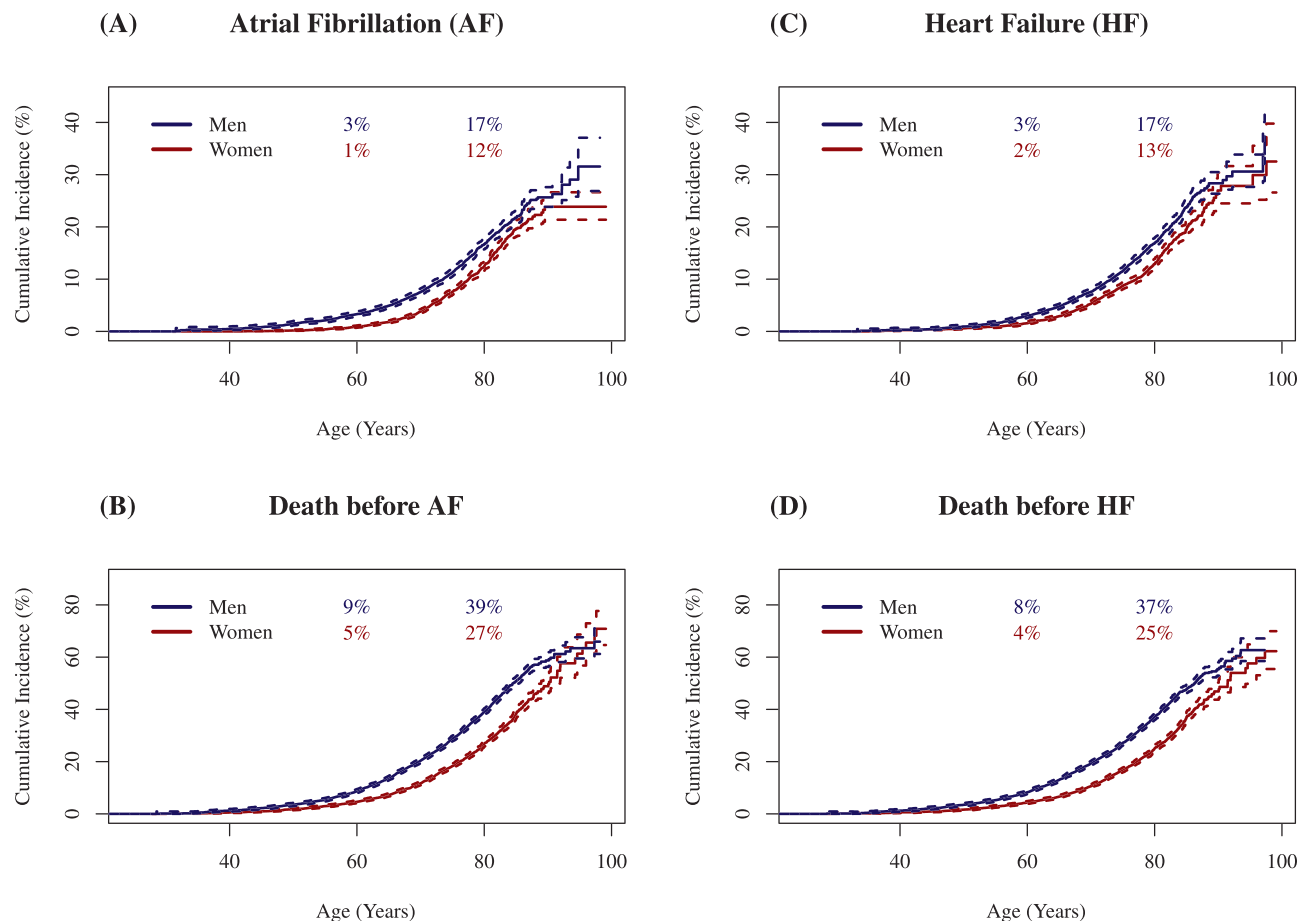 (A) Atrial Fibrillation (AF)
Cumulative Incidence (%)
40
30
20
10
0
Men 3% 17%
Women 1% 12%
40 60 80 100
Age (Years)
(C) Heart Failure (HF)
Cumulative Incidence (%)
40
30
20
10
0
Men 3% 17%
Women 2% 13%
40 60 80 100
Age (Years)
(B) Death before AF
Cumulative Incidence (%)
80
60
40
20
0
Men 9% 39%
Women 5% 27%
40 60 80 100
Age (Years)
(D) Death before HF
Cumulative Incidence (%)
80
60
40
20
0
Men 8% 37%
Women 4% 25%
40 60 80 100
Age (Years)